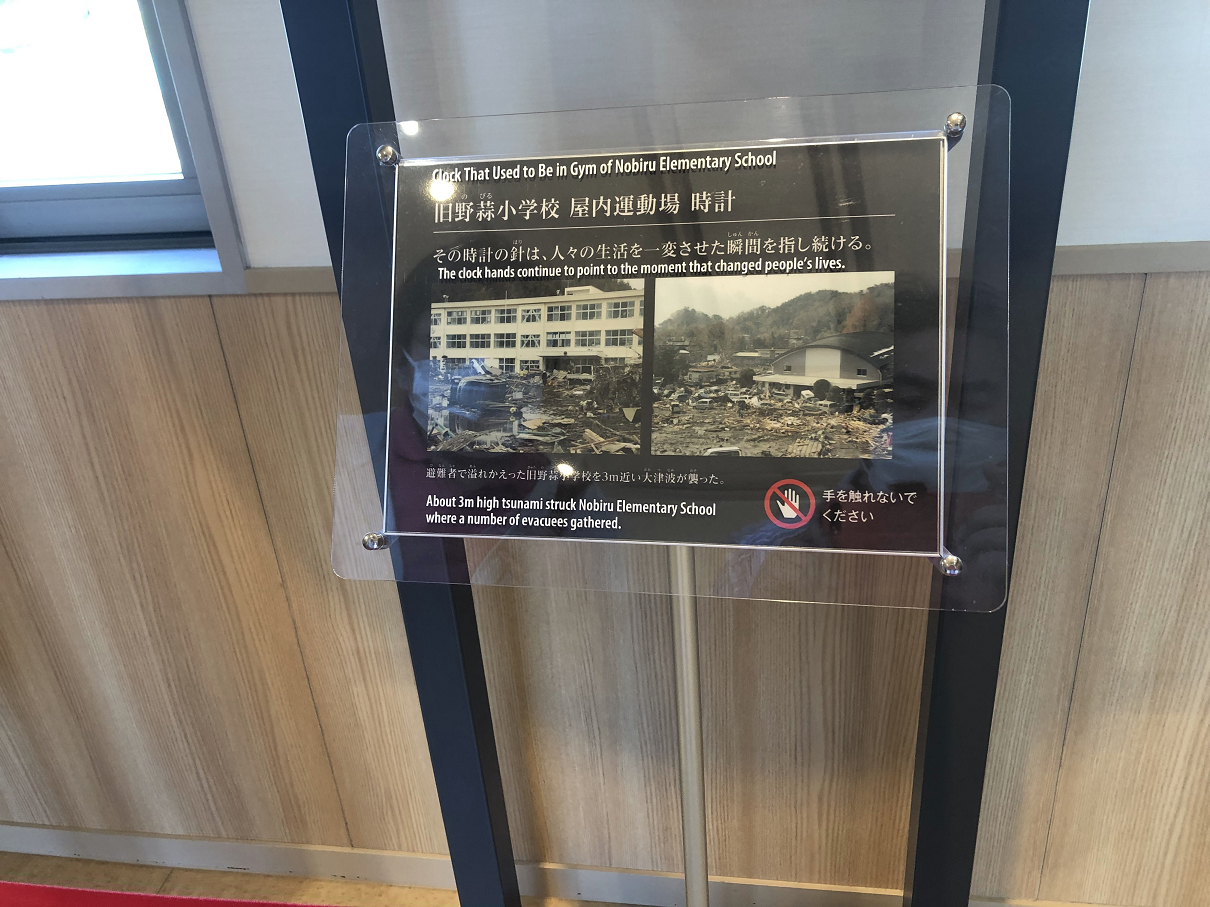 Clock That Used to Be in Gym of Nobiru Elementary School
旧野蒜小学校 屋内運動場 時計
その時計の針は、人々の生活を一変させた瞬間を指し続ける。
The clock hands continue to point to the moment that changed people's lives.
避難者で溢れかえった旧野蒜小学校を3m近い大津波が襲った。
About 3m high tsunami struck Nobiru Elementary School
where a number of evacuees gathered.
手を触れないで
ください